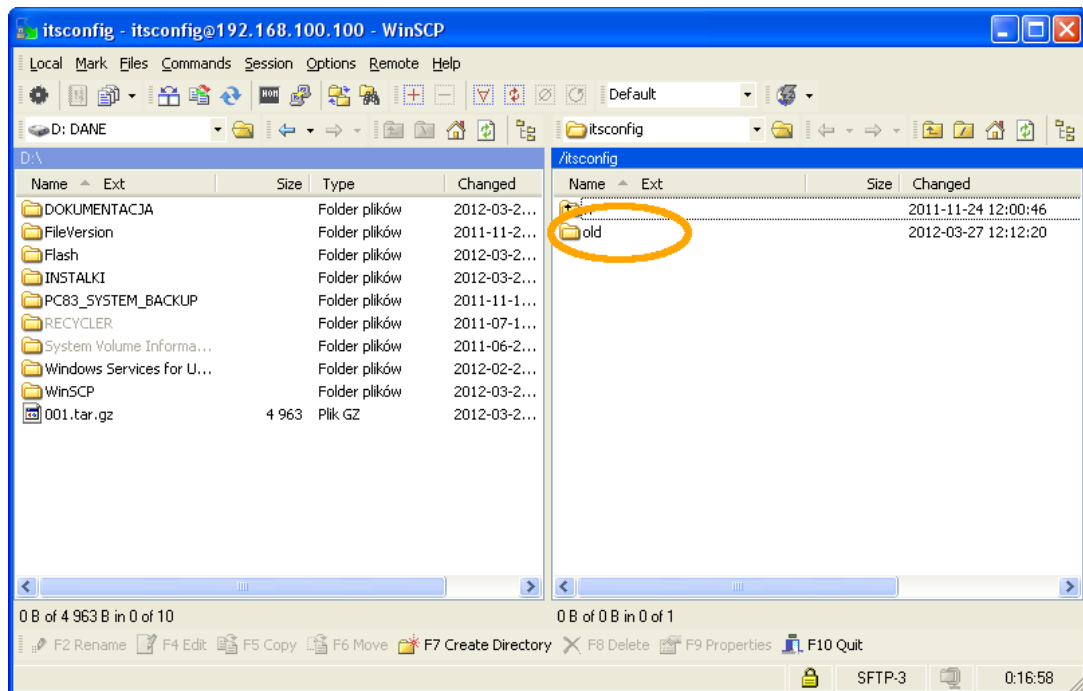 itsconfig - itsconfig@192.168.100.100 - WinSCP
Local Mark Files Commands Session Options Remote Help
Default
D: DANE itsconfig
D:\ /itsconfig
Name Ext Size Type Changed Name Ext Size Changed
DOKUMENTACJA Folder plików 2012-03-2... .. 2011-11-24 12:00:46
FileVersion Folder plików 2011-11-2... old 2012-03-27 12:12:20
Flash Folder plików 2012-03-2...
INSTALKI Folder plików 2012-03-2...
PC83_SYSTEM_BACKUP Folder plików 2011-11-1...
RECYCLER Folder plików 2011-07-1...
System Volume Informa... Folder plików 2011-06-2...
Windows Services for U... Folder plików 2012-02-2...
WinSCP Folder plików 2012-03-2...
001.tar.gz 4 963 Plik GZ 2012-03-2...
0 B of 4 963 B in 0 of 10 0 B of 0 B in 0 of 1
F2 Rename F4 Edit F5 Copy F6 Move F7 Create Directory F8 Delete F9 Properties F10 Quit
SFTP-3 0:16:58